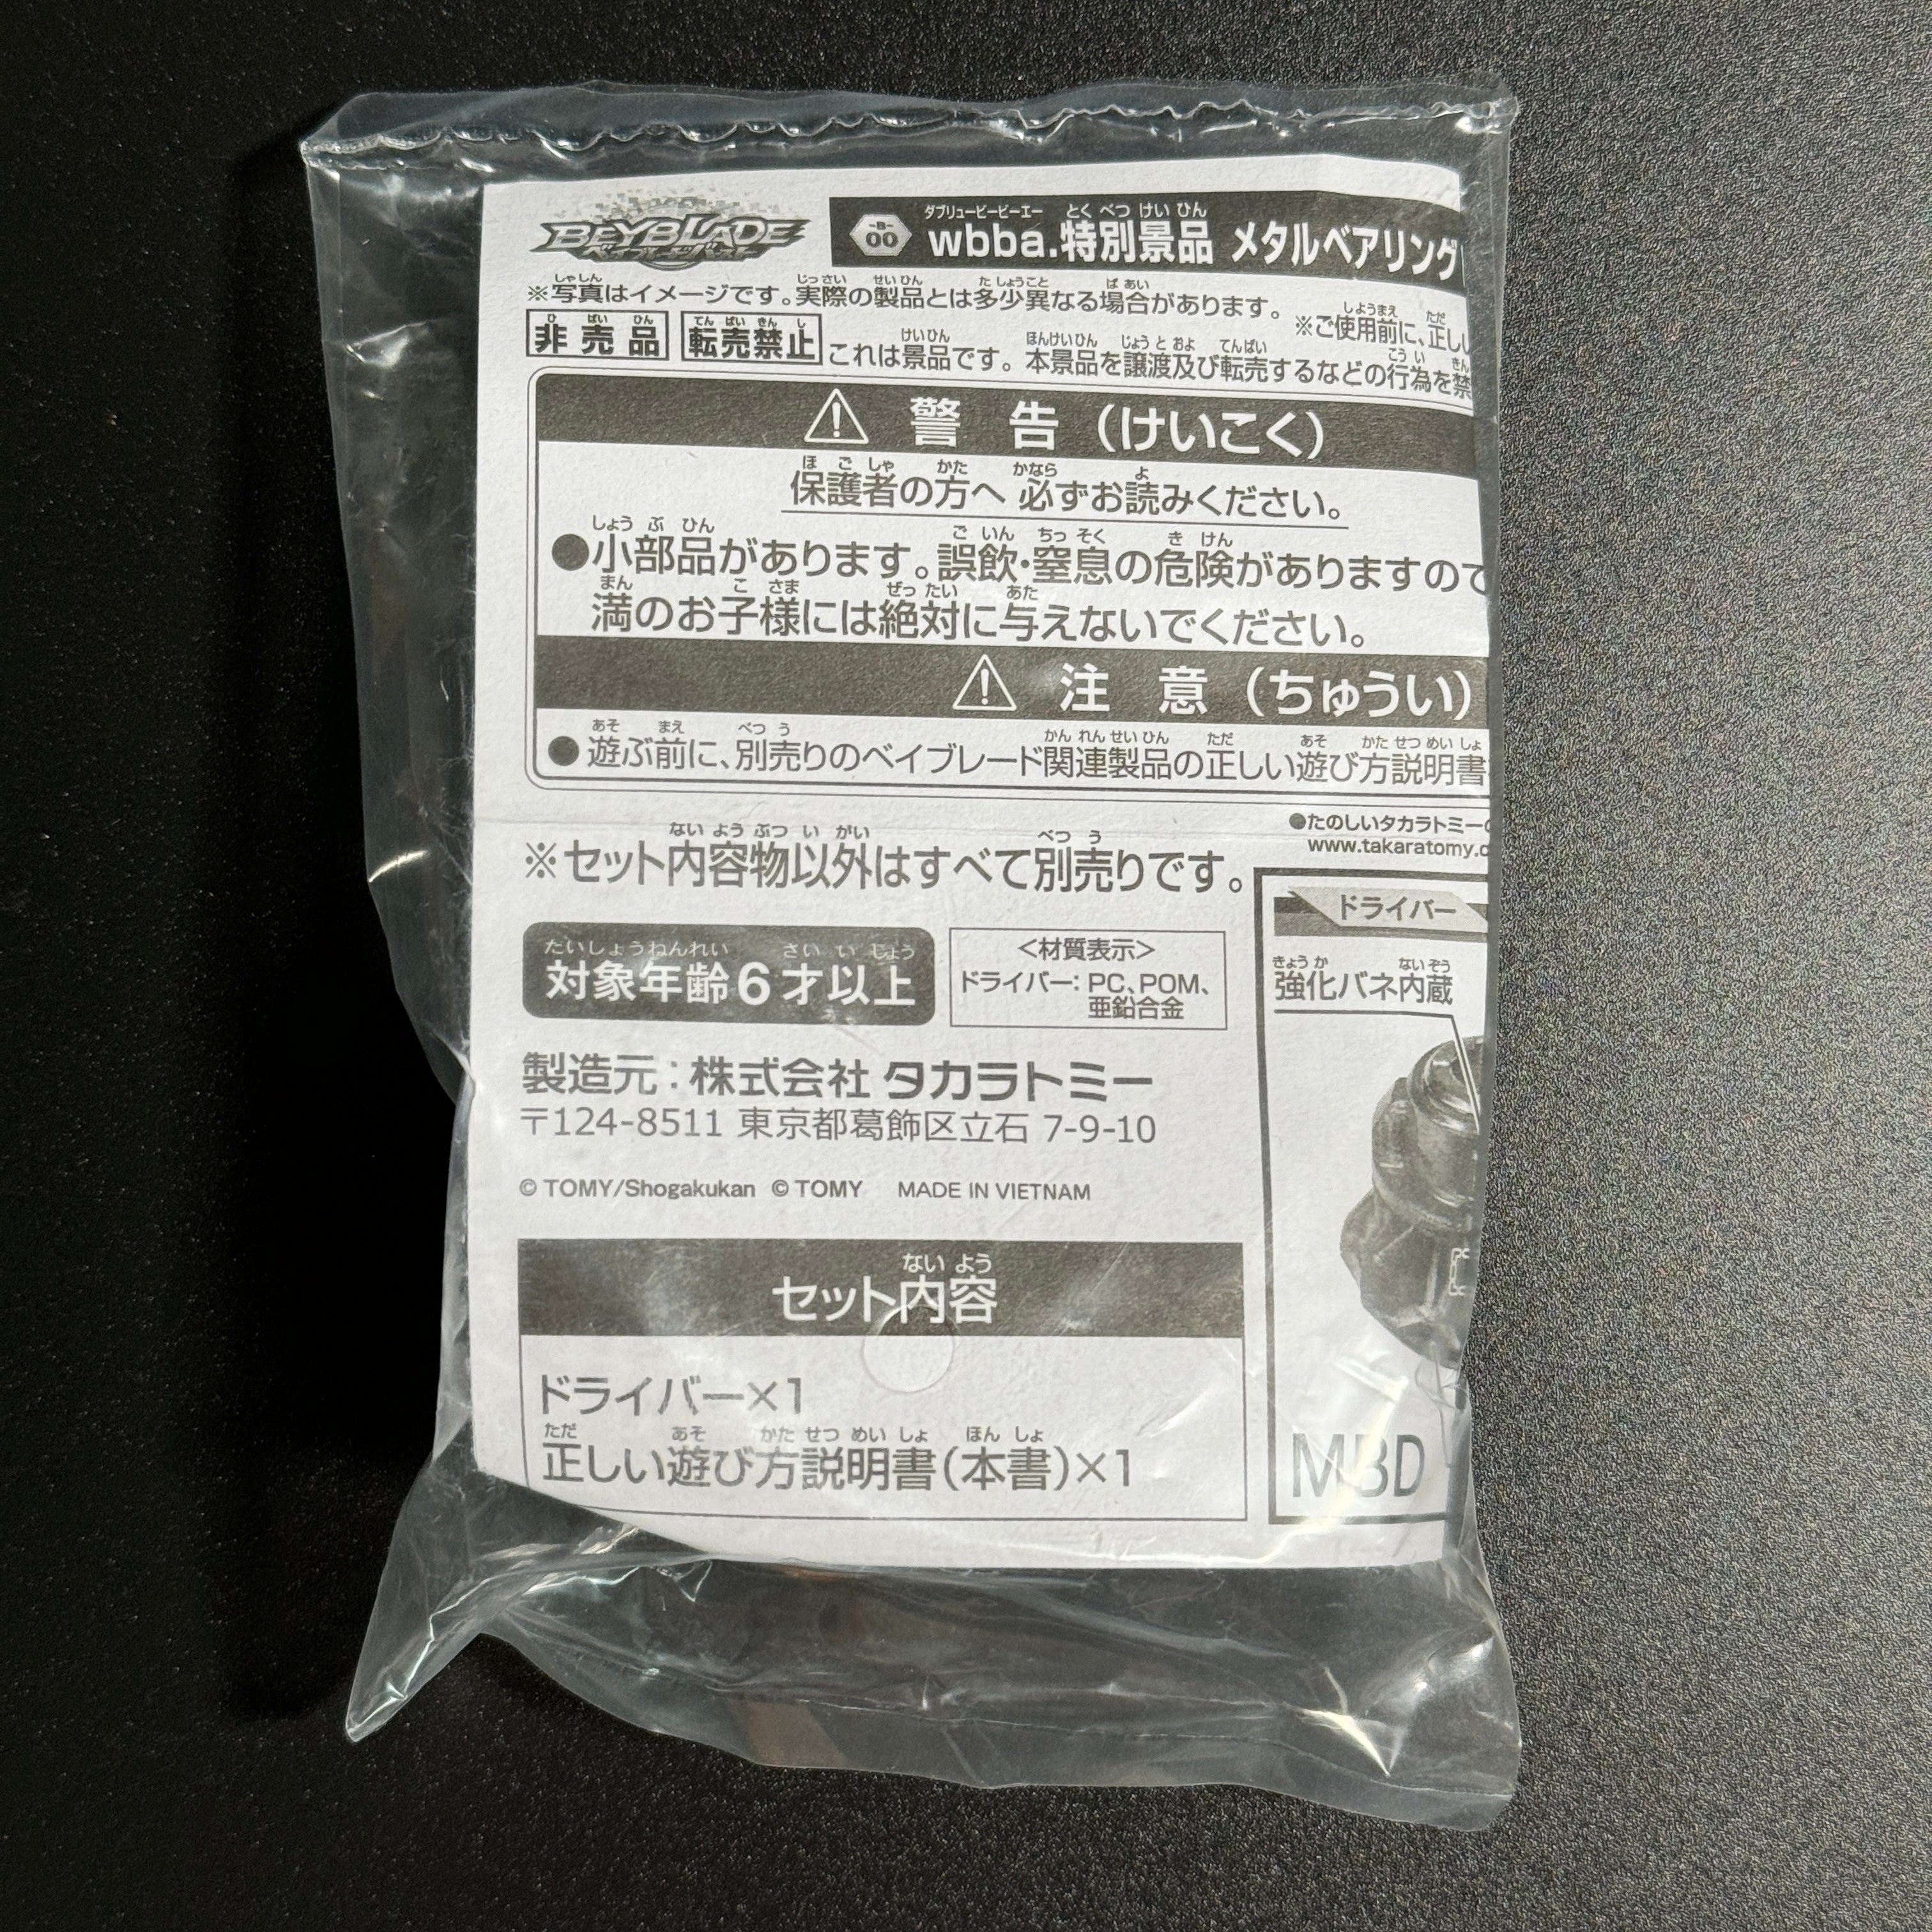 BEYBLADE
ベイブレードバースト
-B-
00
wbba.特別景品 メタルベアリング
ダブリュービービーエー とくべつけいひん
※写真はイメージです。実際の製品とは多少異なる場合があります。
しゃしん じっさい せいひん たしょうこと ばあい
※ご使用前に、正し
しようまえ ただ
非売品
ひ ばい ひん
転売禁止
てん ばい きん し
これは景品です。本景品を譲渡及び転売するなどの行為を禁
けいひん ほんけいひん じょうと およ てんばい こうい きん
警告(けいこく)
保護者の方へ 必ずお読みください。
ほ ご しゃ かた かなら よ
●小部品があります。誤飲・窒息の危険がありますので
しょう ぶ ひん ご いん ちっ そく き けん
満のお子様には絶対に与えないでください。
まん こ さま ぜっ たい あた
注意(ちゅうい)
●遊ぶ前に、別売りのベイブレード関連製品の正しい遊び方説明書
あそ まえ べつ う かん れん せい ひん ただ あそ かた せつ めい しょ
●たのしいタカラトミーの
www.takaratomy.c
※セット内容物以外はすべて別売りです。
ない よう ぶつ い がい べつ う
対象年齢6才以上
たいしょうねんれい さい い じょう
<材質表示>
ドライバー:PC、POM、
亜鉛合金
ドライバー
強化バネ内蔵
きょう か ない ぞう
製造元:株式会社 タカラトミー
〒124-8511 東京都葛飾区立石 7-9-10
© TOMY/Shogakukan © TOMY MADE IN VIETNAM
セット内容
ない よう
ドライバー×1
正しい遊び方説明書(本書)×1
ただ あそ かた せつ めい しょ ほん しょ
MBD